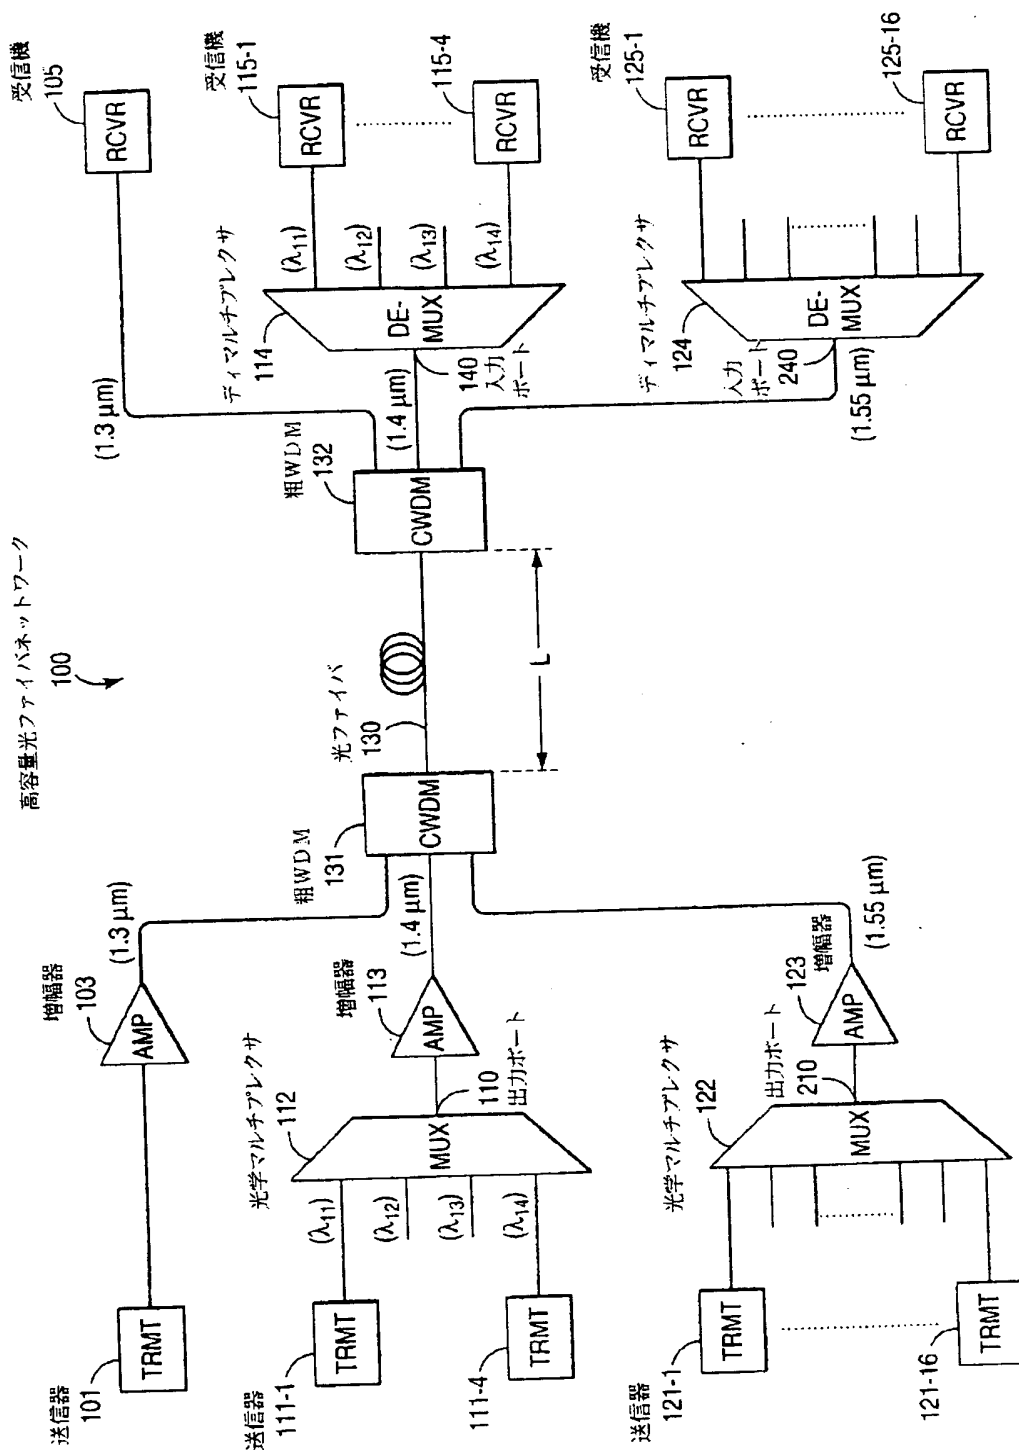 高容量光ファイバネットワーク
100
送信器
101
TRMT
増幅器
103
AMP
(1.3 µm)
送信器
111-1
TRMT
111-4
TRMT
(λ11)
(λ12)
(λ13)
(λ14)
光学マルチプレクサ
112
MUX
110
出力ポート
増幅器
113
AMP
(1.4 µm)
送信器
121-1
TRMT
121-16
TRMT
光学マルチプレクサ
122
MUX
出力ポート
210
123
増幅器
AMP
(1.55 µm)
粗WDM
131
CWDM
光ファイバ
130
L
粗WDM
132
CWDM
(1.3 µm)
受信機
105
RCVR
(1.4 µm)
ディマルチプレクサ
114
DE-
MUX
140
入力
ポート
(λ11)
(λ12)
(λ13)
(λ14)
受信機
115-1
RCVR
115-4
RCVR
(1.55 µm)
ディマルチプレクサ
124
DE-
MUX
入力
ポート
240
受信機
125-1
RCVR
125-16
RCVR